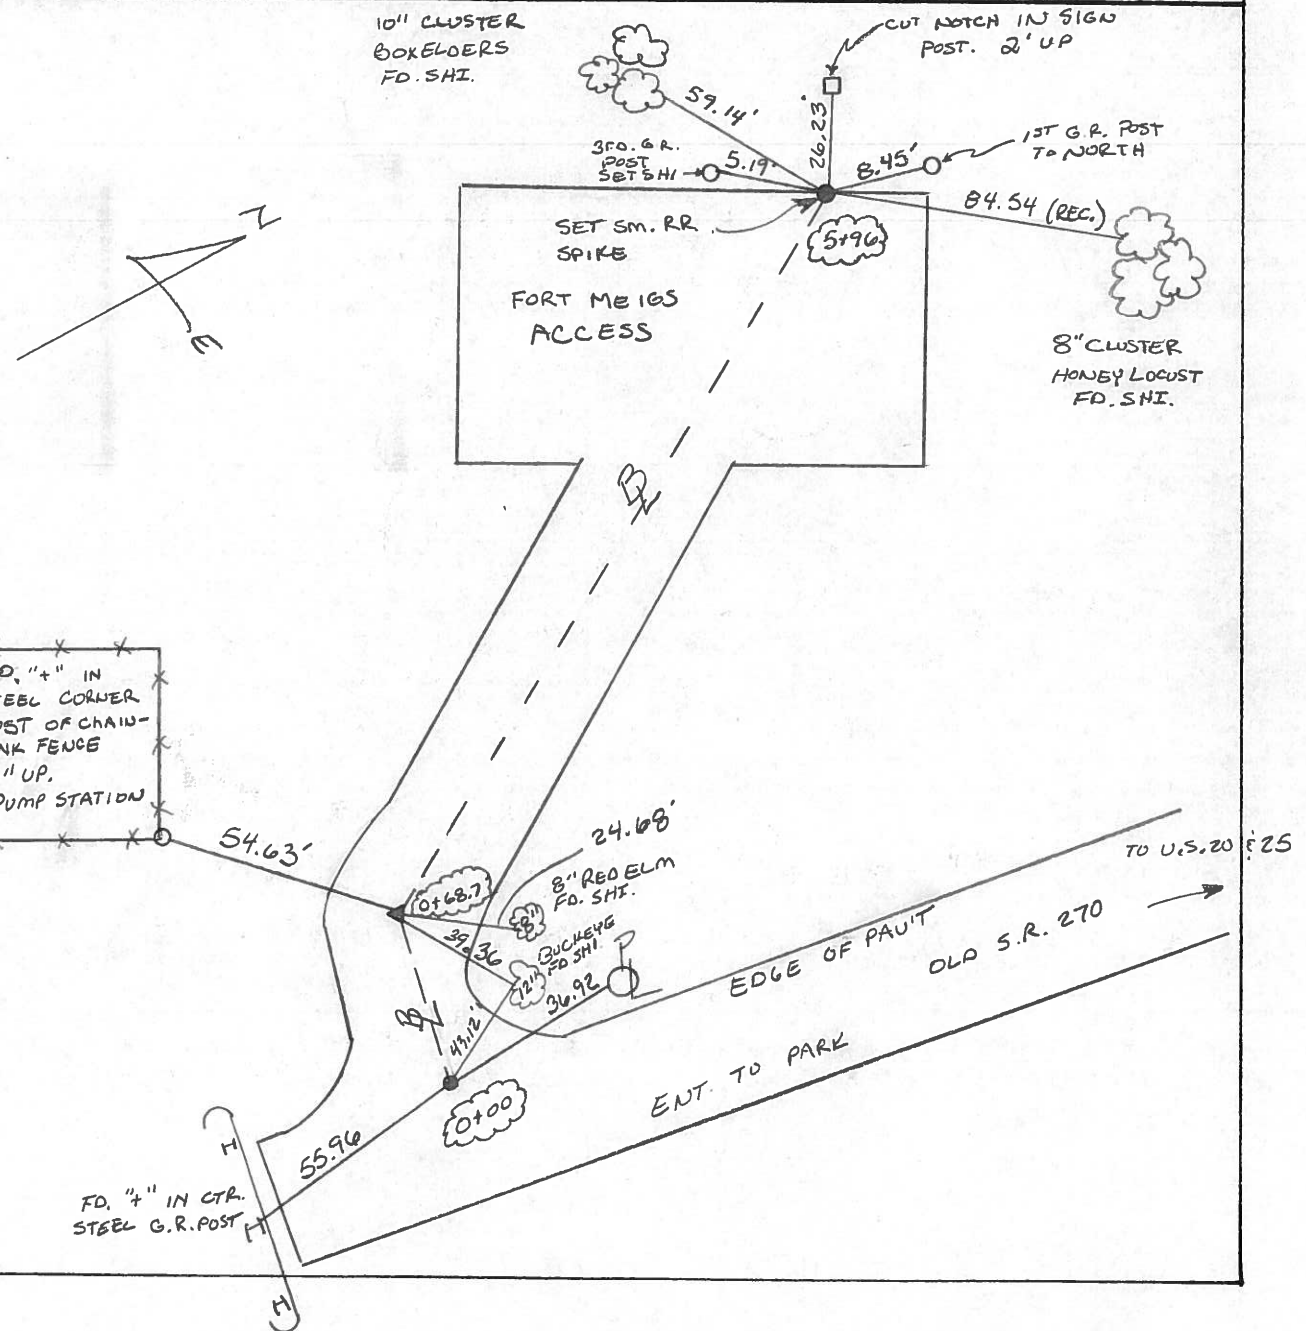 10" CLUSTER
BOXELDERS
FD. SHI.
CUT NOTCH IN SIGN
POST. 2' UP
59.14'
26.23'
3RD. G.R.
POST
SET SHI
5.19'
8.45'
1ST G.R. POST
TO NORTH
84.54 (REC.)
SET SM. RR
SPIKE
5+96
FORT MEIGS
ACCESS
8" CLUSTER
HONEY LOCUST
FD. SHI.
N
E
BL
"+" IN
CORNER
OF CHAIN-
FENCE
" UP.
PUMP STATION
54.63'
24.68'
0+68.7
8" RED ELM
FD. SHI.
8"
39.36
BUCKEYE
FD SHI
12"
36.92
PL
BL
43.12'
0+00
TO U.S. 20 & 25
EDGE OF PAV'T
OLD S.R. 270
ENT. TO PARK
55.96
H
FD. "+" IN CTR.
STEEL G.R. POST
H
H